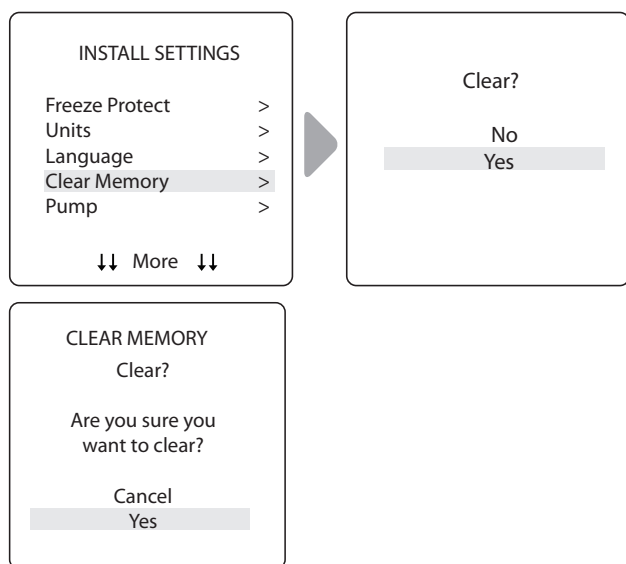 INSTALL SETTINGS
Freeze Protect >
Units >
Language >
Clear Memory >
Pump >
↓↓ More ↓↓
Clear?
No
Yes
CLEAR MEMORY
Clear?
Are you sure you
want to clear?
Cancel
Yes